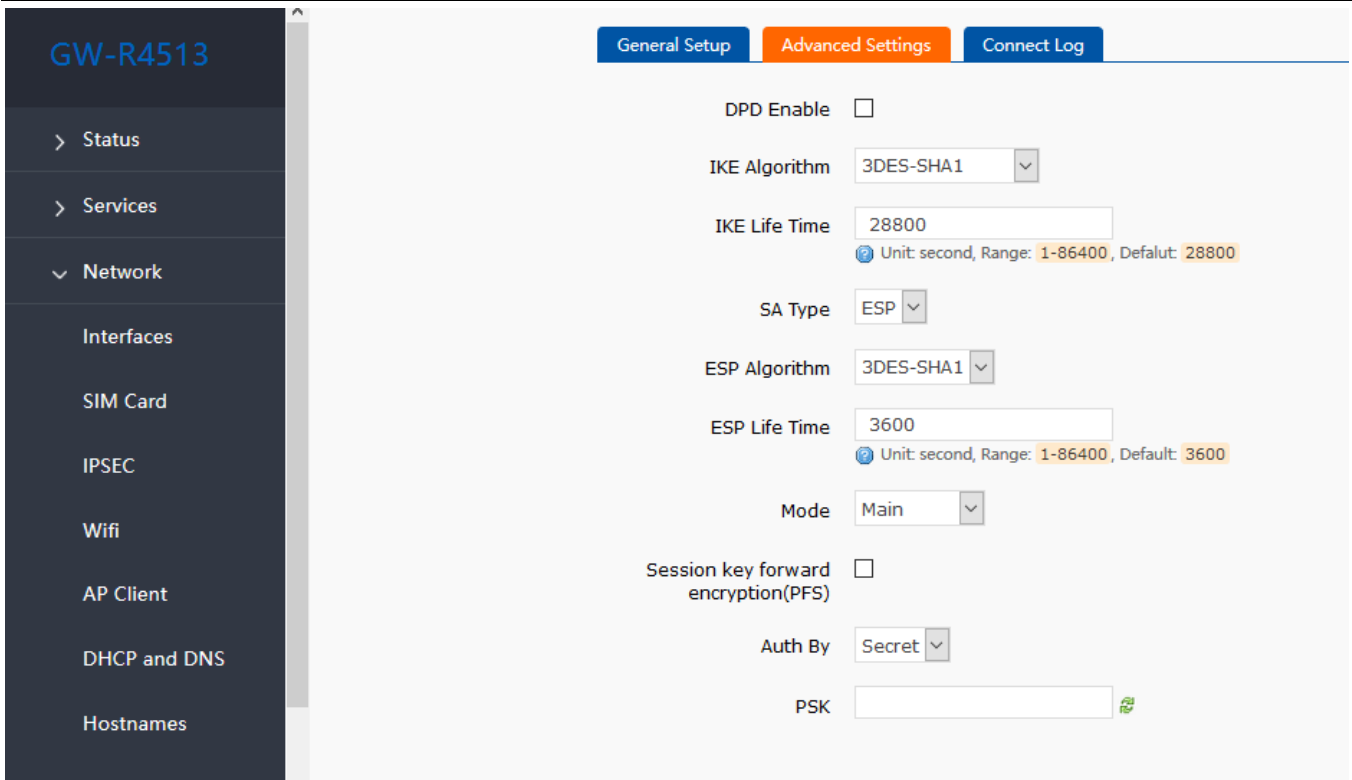 GW-R4513
Status
Services
Network
Interfaces
SIM Card
IPSEC
Wifi
AP Client
DHCP and DNS
Hostnames
General Setup Advanced Settings Connect Log
DPD Enable
IKE Algorithm 3DES-SHA1
IKE Life Time 28800
Unit: second, Range: 1-86400, Defalut: 28800
SA Type ESP
ESP Algorithm 3DES-SHA1
ESP Life Time 3600
Unit: second, Range: 1-86400, Default: 3600
Mode Main
Session key forward
encryption(PFS)
Auth By Secret
PSK